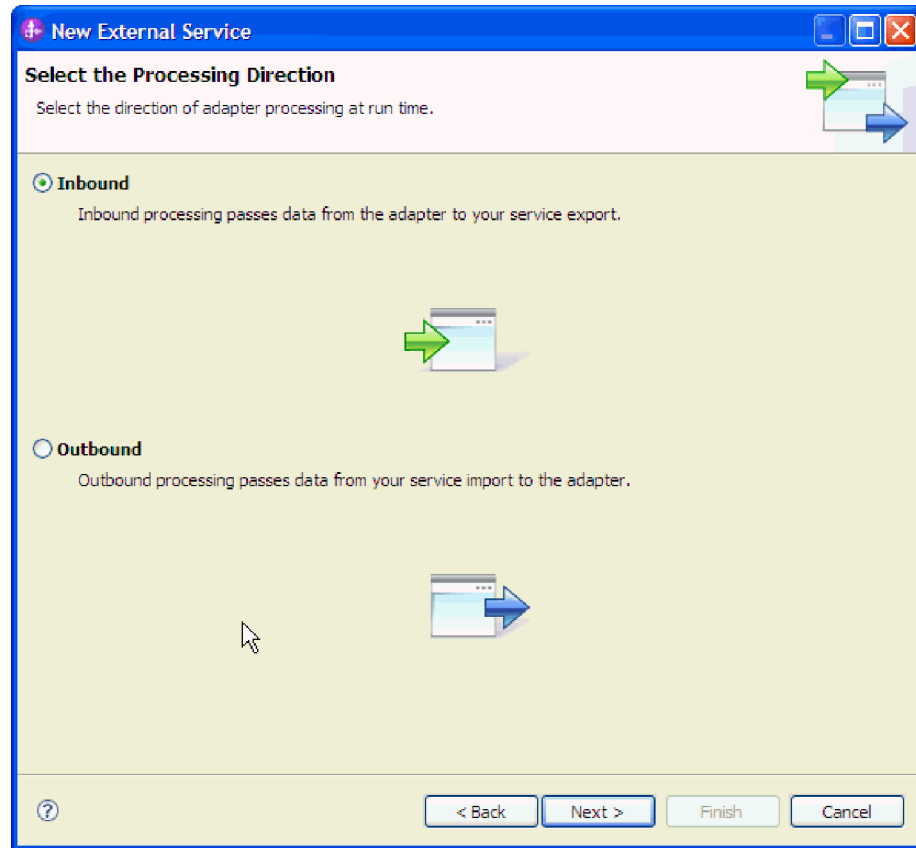 New External Service
Select the Processing Direction
Select the direction of adapter processing at run time.
Inbound
Inbound processing passes data from the adapter to your service export.
Outbound
Outbound processing passes data from your service import to the adapter.
?
< Back
Next >
Finish
Cancel